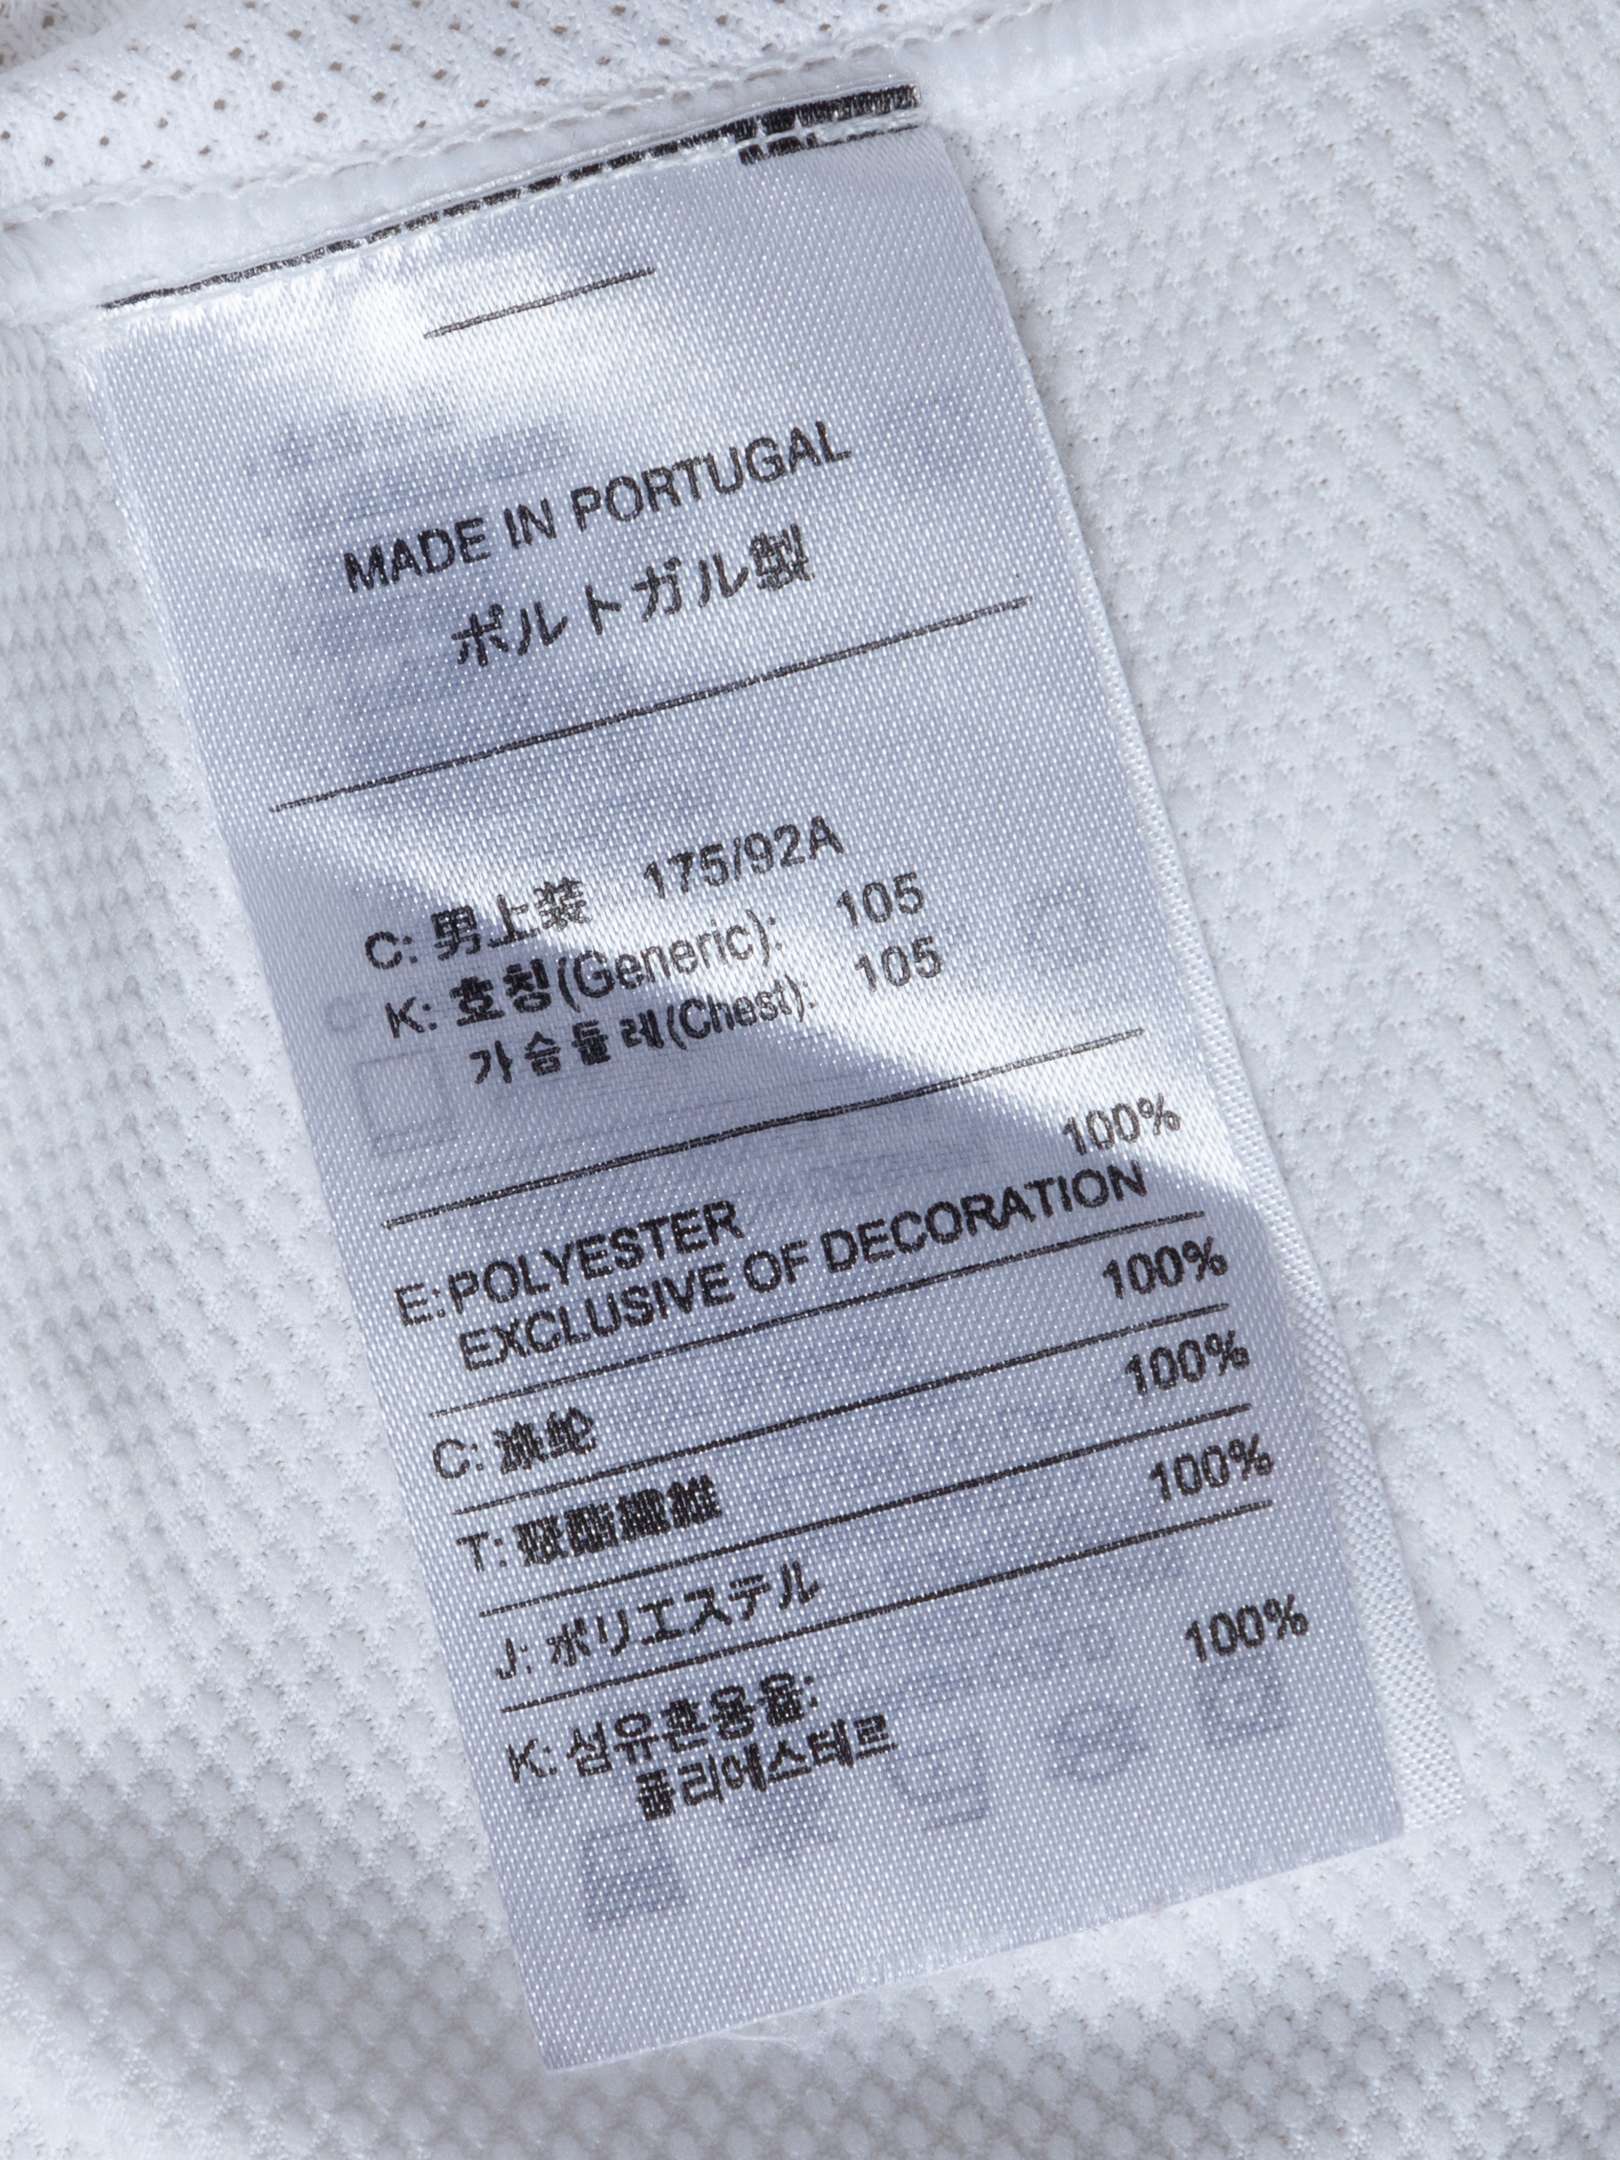 MADE IN PORTUGAL
ポルトガル製
C: 男上装 175/92A
K: 호칭(Generic): 105
가슴둘레(Chest): 105
100%
E:POLYESTER
EXCLUSIVE OF DECORATION
100%
C: 涤纶
100%
T: 聚酯纖維
100%
J: ポリエステル
100%
K: 섬유혼용율:
폴리에스테르